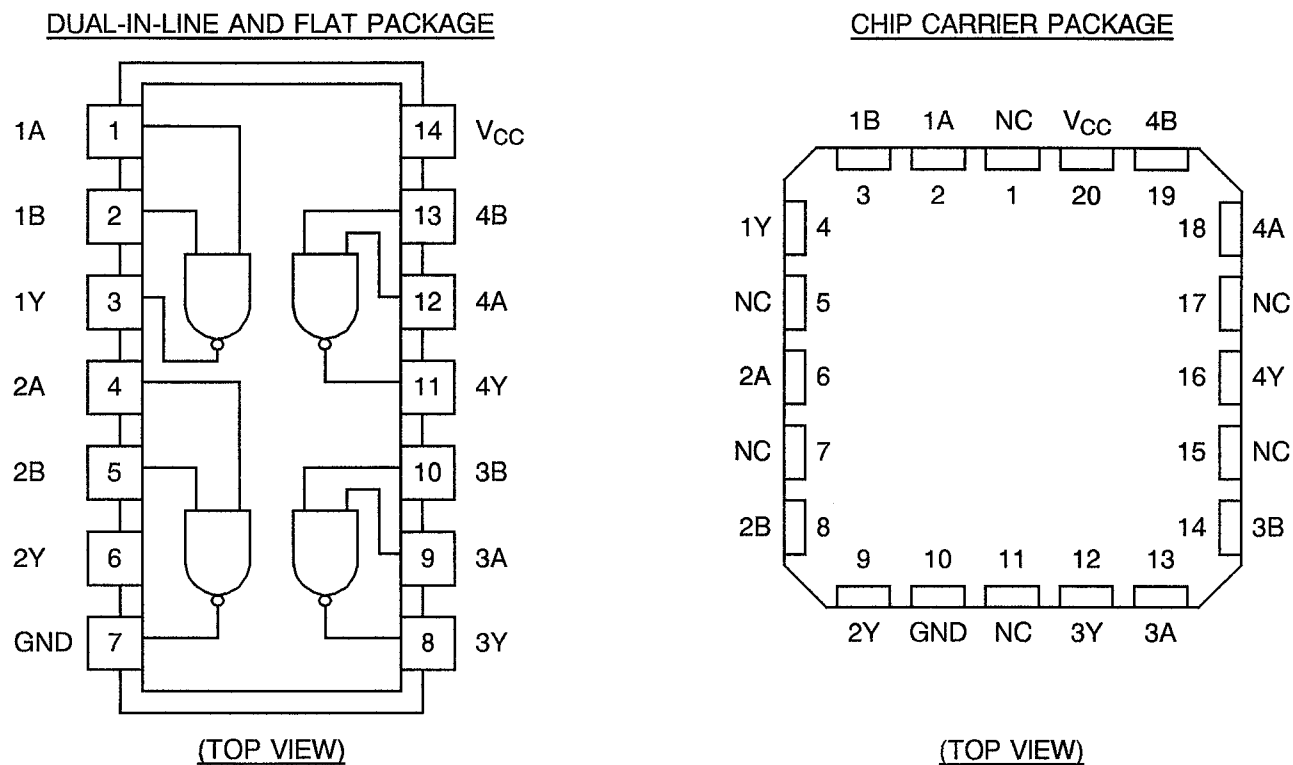 DUAL-IN-LINE AND FLAT PACKAGE
1A 1 14 VCC
1B 2 13 4B
1Y 3 12 4A
2A 4 11 4Y
2B 5 10 3B
2Y 6 9 3A
GND 7 8 3Y
(TOP VIEW)
CHIP CARRIER PACKAGE
1B 1A NC VCC 4B
3 2 1 20 19
1Y 4 18 4A
NC 5 17 NC
2A 6 16 4Y
NC 7 15 NC
2B 8 14 3B
9 10 11 12 13
2Y GND NC 3Y 3A
(TOP VIEW)